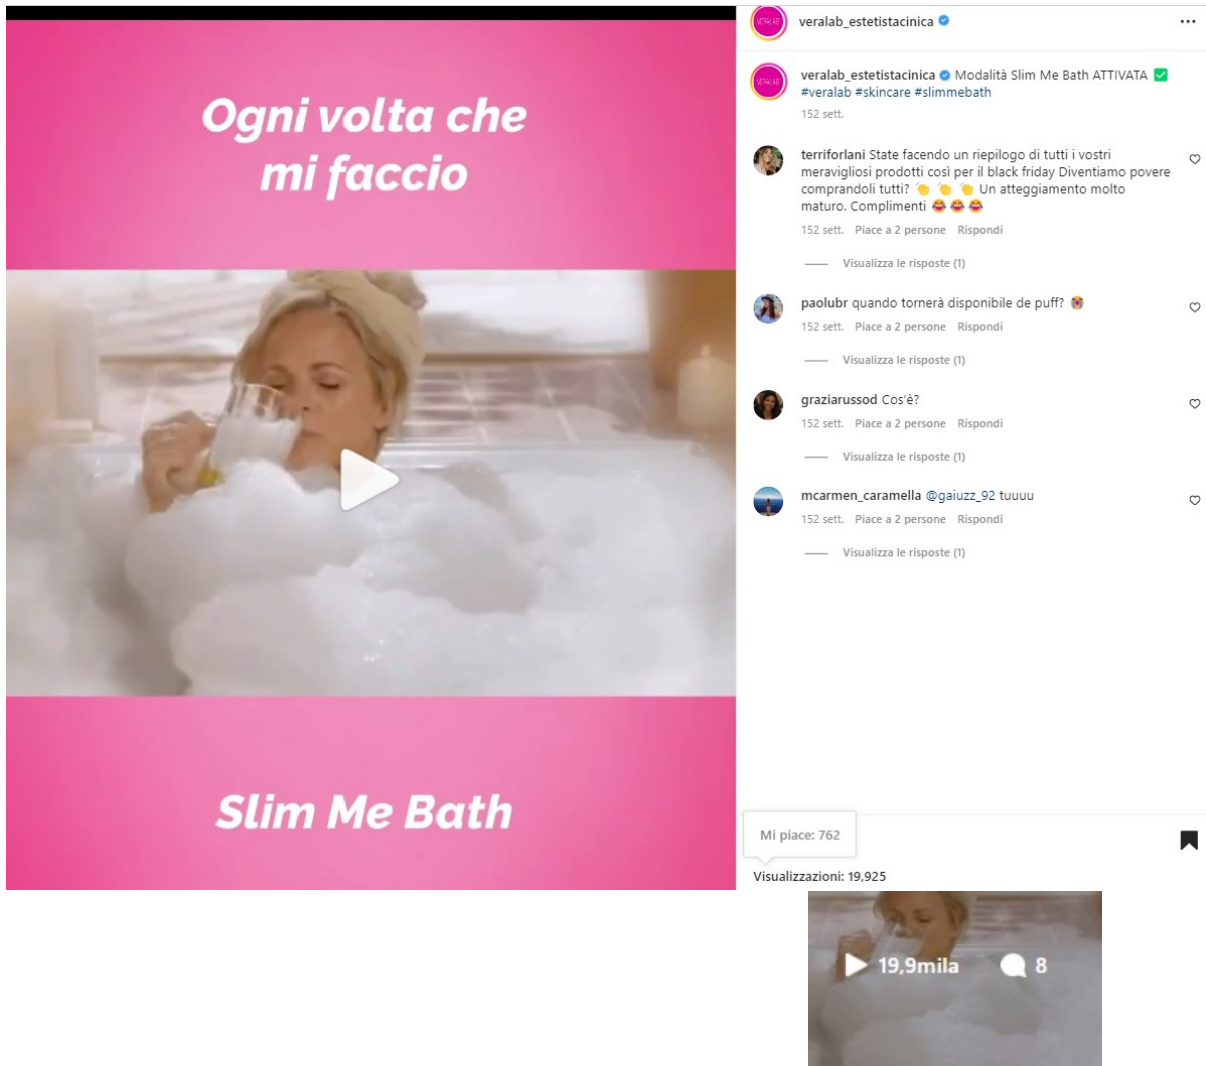 Ogni volta che
mi faccio
Slim Me Bath
VERALAB
veralab_estetistacinica
VERALAB
veralab_estetistacinica Modalità Slim Me Bath ATTIVATA ✅
#veralab #skincare #slimmebath
152 sett.
terriforlani State facendo un riepilogo di tutti i vostri
meravigliosi prodotti così per il black friday Diventiamo povere
comprandoli tutti? 👏 👏 👏 Un atteggiamento molto
maturo. Complimenti 😂 😂 😂
152 sett. Piace a 2 persone Rispondi
Visualizza le risposte (1)
paolubr quando tornerà disponibile de puff? 😭
152 sett. Piace a 2 persone Rispondi
Visualizza le risposte (1)
graziarussod Cos'è?
152 sett. Piace a 2 persone Rispondi
Visualizza le risposte (1)
mcarmen_caramella @gaiuzz_92 tuuuu
152 sett. Piace a 2 persone Rispondi
Visualizza le risposte (1)
Mi piace: 762
Visualizzazioni: 19,925
19,9mila 8